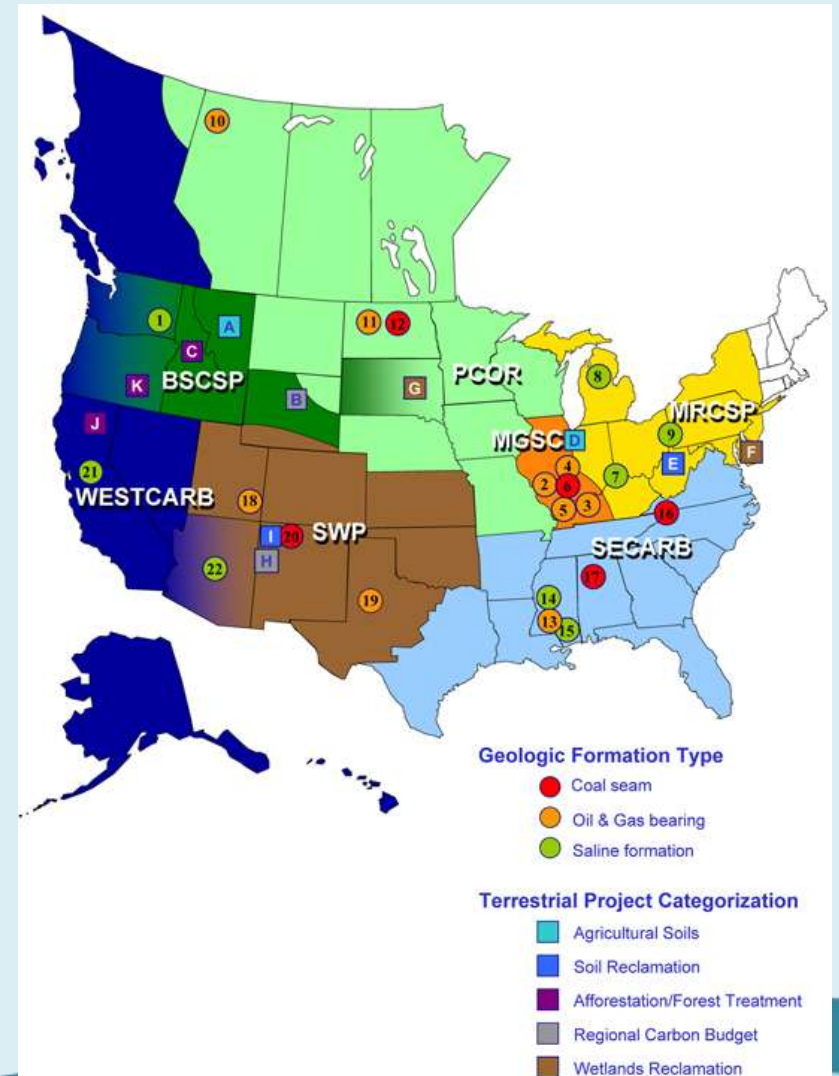 10
1
A
11
12
C
BSCSP
K
B
G
PCOR
8
MRCSP
9
J
MGSC
D
E
F
21
WESTCARB
4
2
6
7
5
3
18
I
20
SWP
H
22
16
SECARB
17
19
14
13
15
Geologic Formation Type
Coal seam
Oil & Gas bearing
Saline formation
Terrestrial Project Categorization
Agricultural Soils
Soil Reclamation
Afforestation/Forest Treatment
Regional Carbon Budget
Wetlands Reclamation